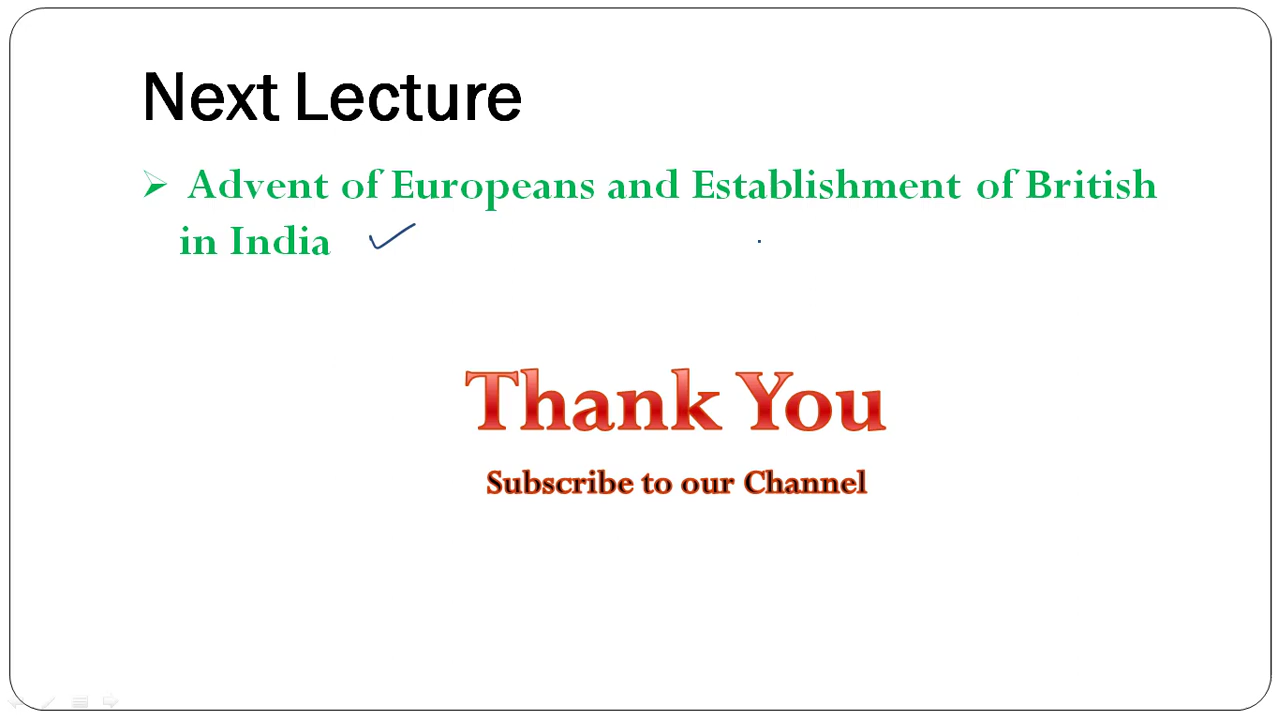 Next Lecture
➢ Advent of Europeans and Establishment of British
in India
Thank You
Subscribe to our Channel